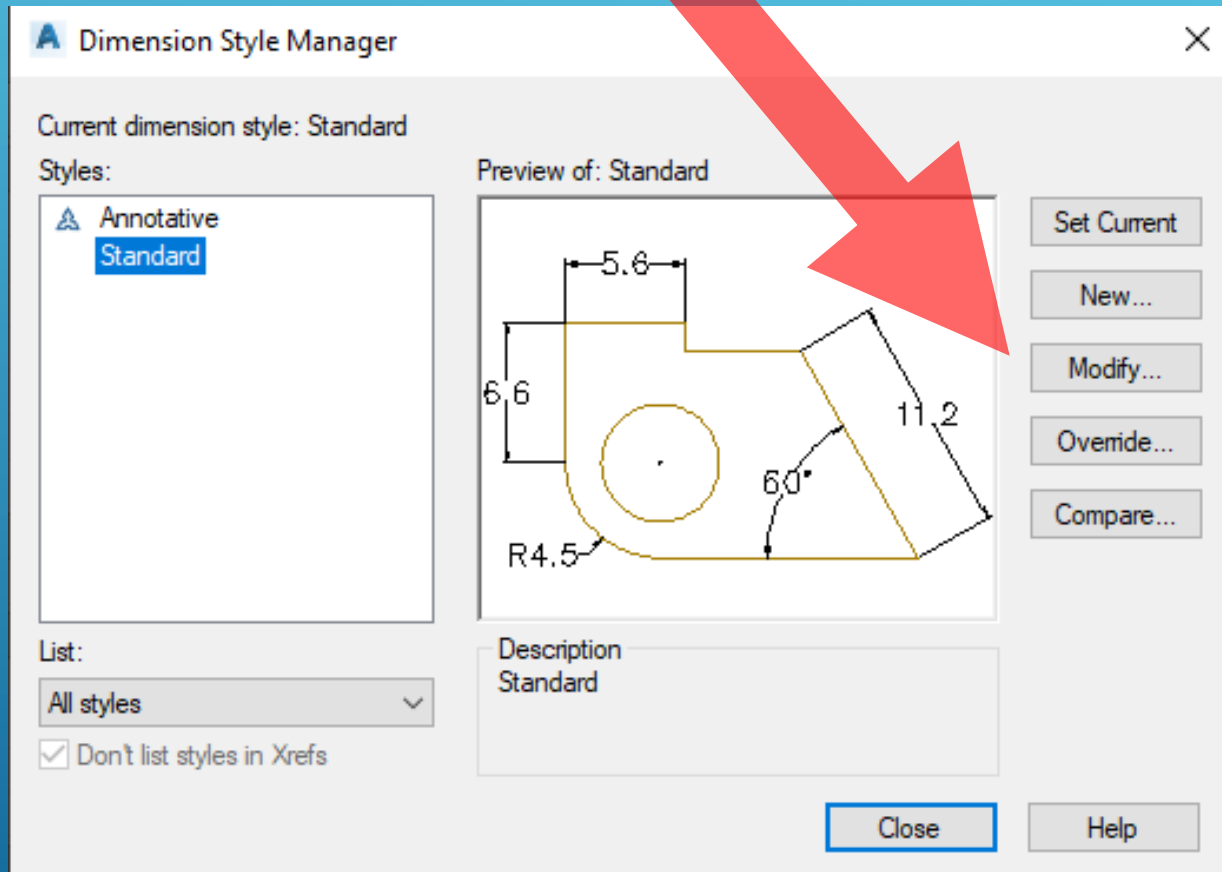 Dimension Style Manager
Current dimension style: Standard
Styles:
Annotative
Standard
List:
All styles
Don't list styles in Xrefs
Preview of: Standard
5.6
6.6
11.2
60°
R4.5
Description
Standard
Set Current
New...
Modify...
Override...
Compare...
Close
Help